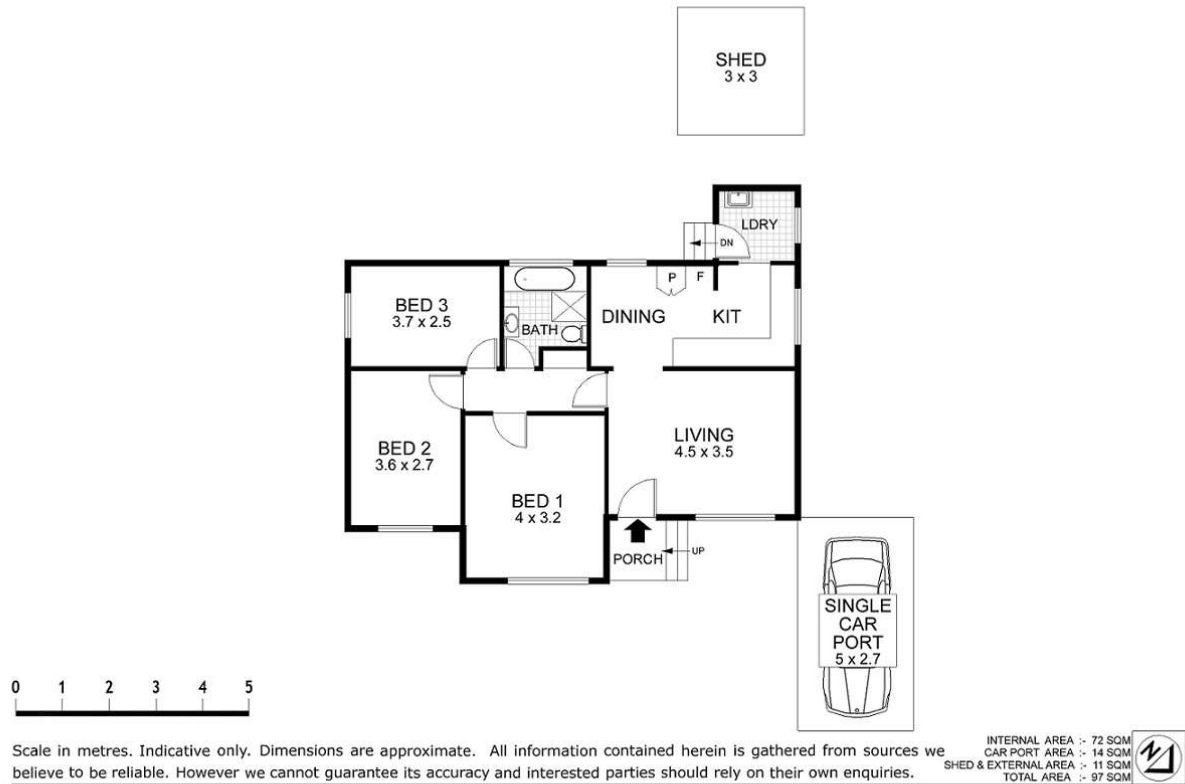 SHED
3 x 3
LDRY
DN
P
F
BED 3
3.7 x 2.5
BATH
DINING
KIT
BED 2
3.6 x 2.7
LIVING
4.5 x 3.5
BED 1
4 x 3.2
PORCH
UP
SINGLE
CAR
PORT
5 x 2.7
0 1 2 3 4 5
Scale in metres. Indicative only. Dimensions are approximate. All information contained herein is gathered from sources we
believe to be reliable. However we cannot guarantee its accuracy and interested parties should rely on their own enquiries.
INTERNAL AREA :- 72 SQM
CAR PORT AREA :- 14 SQM
SHED & EXTERNAL AREA :- 11 SQM
TOTAL AREA :- 97 SQM